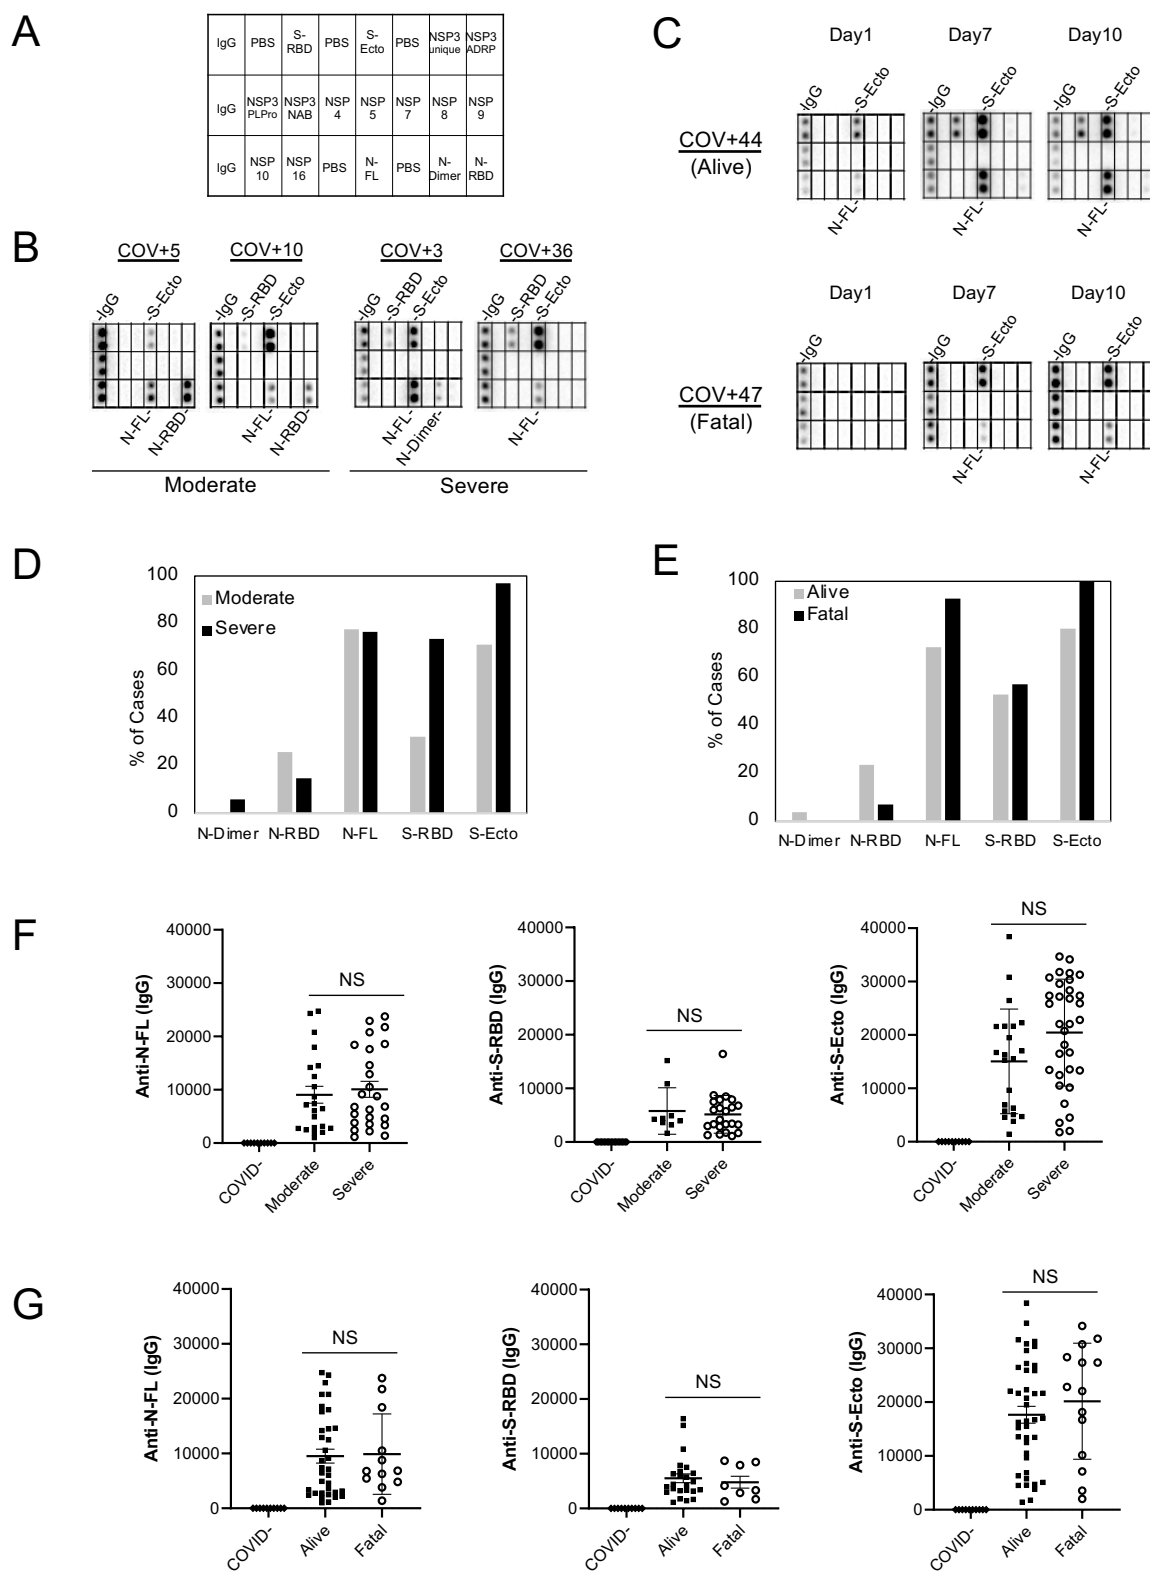 A
IgG PBS S-RBD PBS S-Ecto PBS NSP3 unique NSP3 ADRP
IgG NSP3 PLPro NSP3 NAB NSP 4 NSP 5 NSP 7 NSP 8 NSP 9
IgG NSP 10 NSP 16 PBS N-FL PBS N-Dimer N-RBD
B
COV+5 COV+10 COV+3 COV+36
-IgG -S-Ecto -IgG -S-RBD -S-Ecto -IgG -S-RBD -S-Ecto -IgG -S-RBD -S-Ecto
N-FL- N-RBD- N-FL- N-RBD- N-FL- N-Dimer- N-FL-
Moderate Severe
C
Day1 Day7 Day10
-IgG -S-Ecto -IgG -S-Ecto -IgG -S-Ecto
COV+44
(Alive)
N-FL- N-FL- N-FL-
Day1 Day7 Day10
-IgG -IgG -S-Ecto -IgG -S-Ecto
COV+47
(Fatal)
N-FL- N-FL-
D
% of Cases
100
80
60
40
20
0
Moderate
Severe
N-Dimer N-RBD N-FL S-RBD S-Ecto
E
% of Cases
100
80
60
40
20
0
Alive
Fatal
N-Dimer N-RBD N-FL S-RBD S-Ecto
F
Anti-N-FL (IgG)
40000
30000
20000
10000
0
NS
COVID- Moderate Severe
Anti-S-RBD (IgG)
40000
30000
20000
10000
0
NS
COVID- Moderate Severe
Anti-S-Ecto (IgG)
40000
30000
20000
10000
0
NS
COVID- Moderate Severe
G
Anti-N-FL (IgG)
40000
30000
20000
10000
0
NS
COVID- Alive Fatal
Anti-S-RBD (IgG)
40000
30000
20000
10000
0
NS
COVID- Alive Fatal
Anti-S-Ecto (IgG)
40000
30000
20000
10000
0
NS
COVID- Alive Fatal